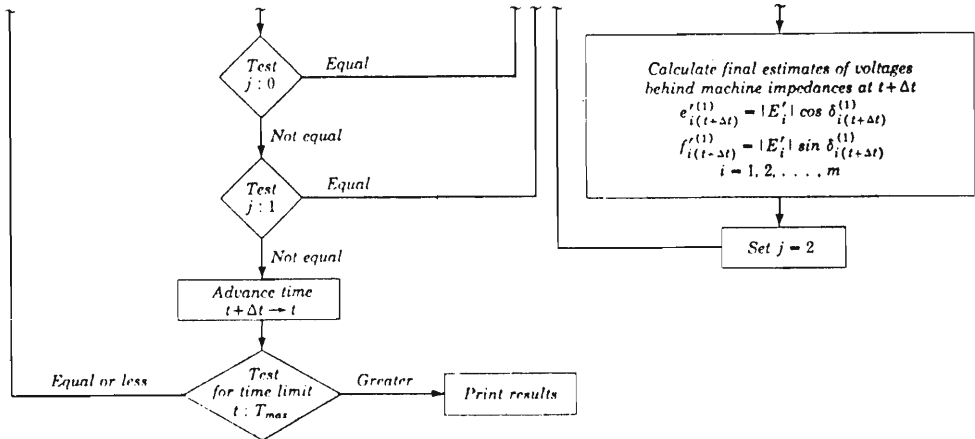 Test
j : 0
Equal
Not equal
Test
j : 1
Equal
Not equal
Advance time
t + Δt → t
Test
for time limit
t : T_max
Equal or less
Greater
Print results
Calculate final estimates of voltages
behind machine impedances at t + Δt
e′^(1)_i(t+Δt) = |E′_i| cos δ^(1)_i(t+Δt)
f′^(1)_i(t+Δt) = |E′_i| sin δ^(1)_i(t+Δt)
i = 1, 2, . . . , m
Set j = 2